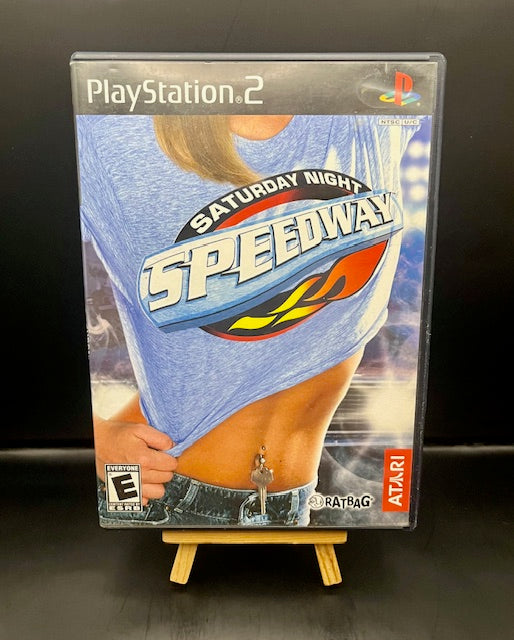 PlayStation®2
NTSC U/C
SATURDAY NIGHT
SPEEDWAY
EVERYONE
E
ESRB
RATBAG
ATARI